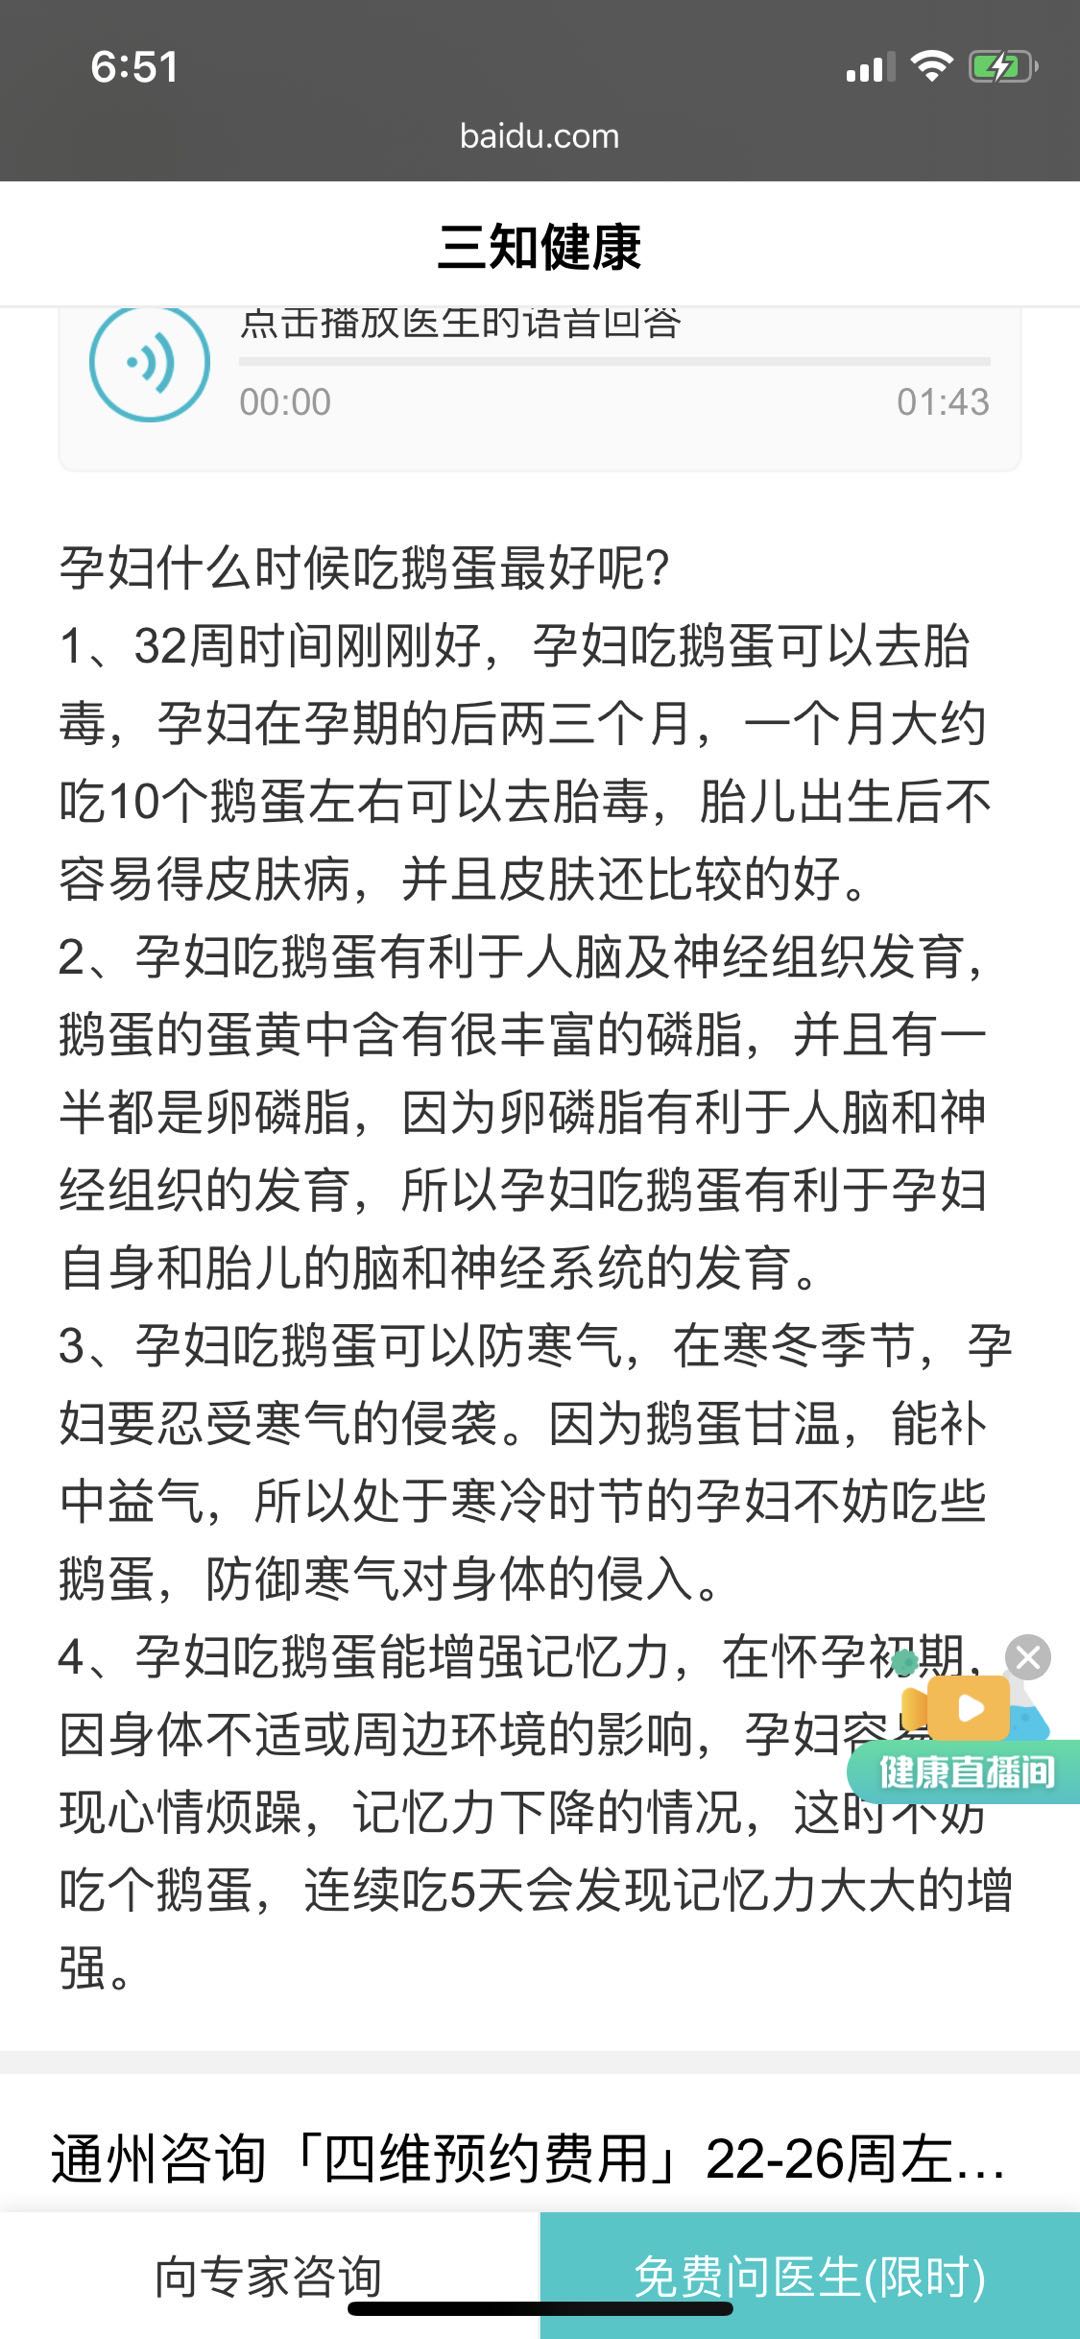 6:51
baidu.com
三知健康
点击播放医生的语音回答
00:00 01:43
孕妇什么时候吃鹅蛋最好呢?
1、32周时间刚刚好，孕妇吃鹅蛋可以去胎
毒，孕妇在孕期的后两三个月，一个月大约
吃10个鹅蛋左右可以去胎毒，胎儿出生后不
容易得皮肤病，并且皮肤还比较的好。
2、孕妇吃鹅蛋有利于人脑及神经组织发育，
鹅蛋的蛋黄中含有很丰富的磷脂，并且有一
半都是卵磷脂，因为卵磷脂有利于人脑和神
经组织的发育，所以孕妇吃鹅蛋有利于孕妇
自身和胎儿的脑和神经系统的发育。
3、孕妇吃鹅蛋可以防寒气，在寒冬季节，孕
妇要忍受寒气的侵袭。因为鹅蛋甘温，能补
中益气，所以处于寒冷时节的孕妇不妨吃些
鹅蛋，防御寒气对身体的侵入。
4、孕妇吃鹅蛋能增强记忆力，在怀孕初期，
因身体不适或周边环境的影响，孕妇容易
健康直播间
现心情烦躁，记忆力下降的情况，这时不妨
吃个鹅蛋，连续吃5天会发现记忆力大大的增
强。
通州咨询「四维预约费用」22-26周左...
向专家咨询 免费问医生(限时)